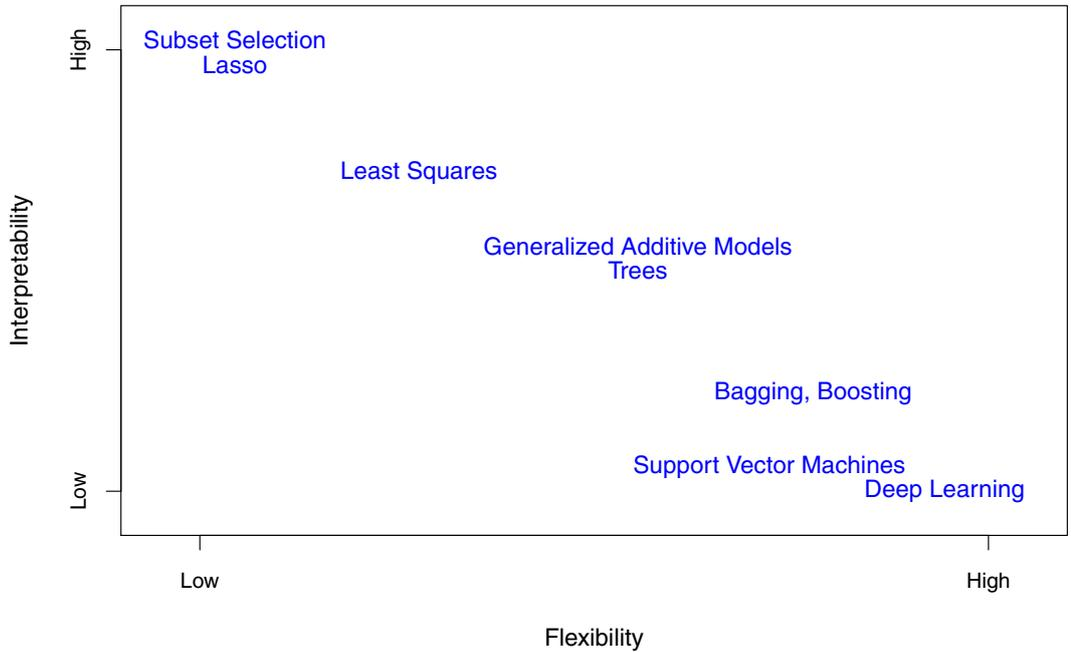 High
Subset Selection
Lasso
Least Squares
Interpretability
Generalized Additive Models
Trees
Bagging, Boosting
Support Vector Machines
Low
Deep Learning
Low
High
Flexibility